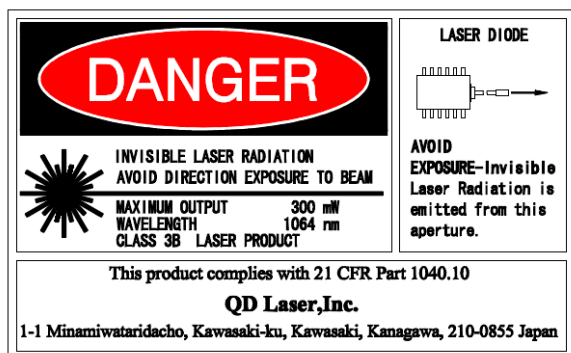 DANGER
INVISIBLE LASER RADIATION
AVOID DIRECTION EXPOSURE TO BEAM
MAXIMUM OUTPUT 300 mW
WAVELENGTH 1064 nm
CLASS 3B LASER PRODUCT
LASER DIODE
AVOID
EXPOSURE-Invisible
Laser Radiation is
emitted from this
aperture.
This product complies with 21 CFR Part 1040.10
QD Laser,Inc.
1-1 Minamiwataridacho, Kawasaki-ku, Kawasaki, Kanagawa, 210-0855 Japan